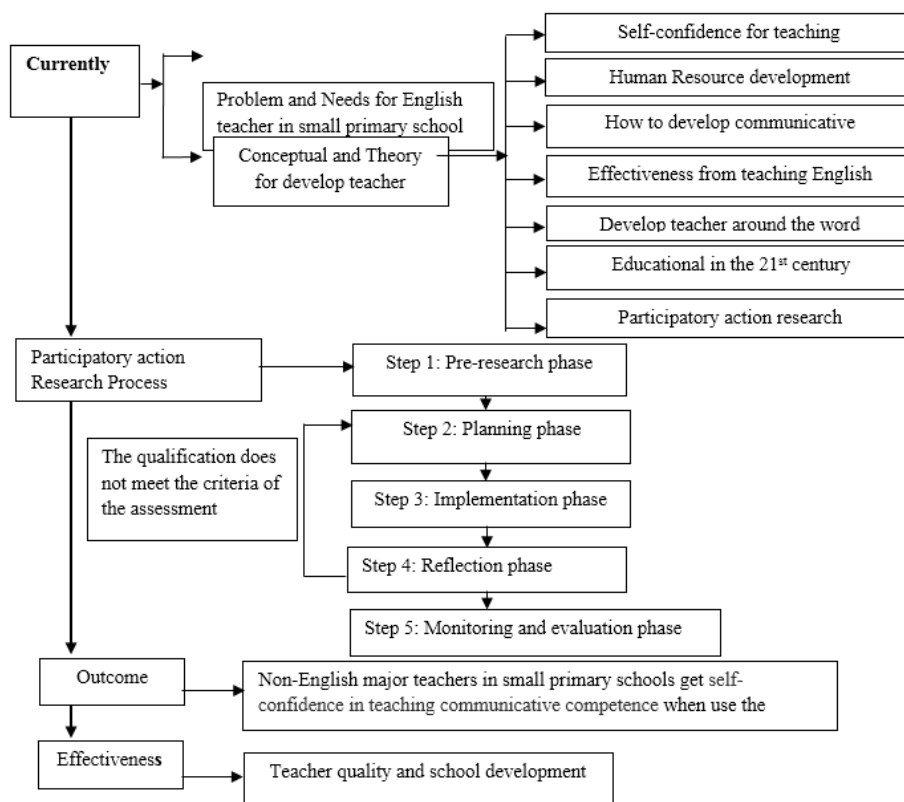 Currently
Problem and Needs for English
teacher in small primary school
Conceptual and Theory
for develop teacher
Self-confidence for teaching
Human Resource development
How to develop communicative
Effectiveness from teaching English
Develop teacher around the word
Educational in the 21st century
Participatory action research
Participatory action
Research Process
Step 1: Pre-research phase
Step 2: Planning phase
The qualification does
not meet the criteria of
the assessment
Step 3: Implementation phase
Step 4: Reflection phase
Step 5: Monitoring and evaluation phase
Outcome
Non-English major teachers in small primary schools get self-
confidence in teaching communicative competence when use the
Effectiveness
Teacher quality and school development